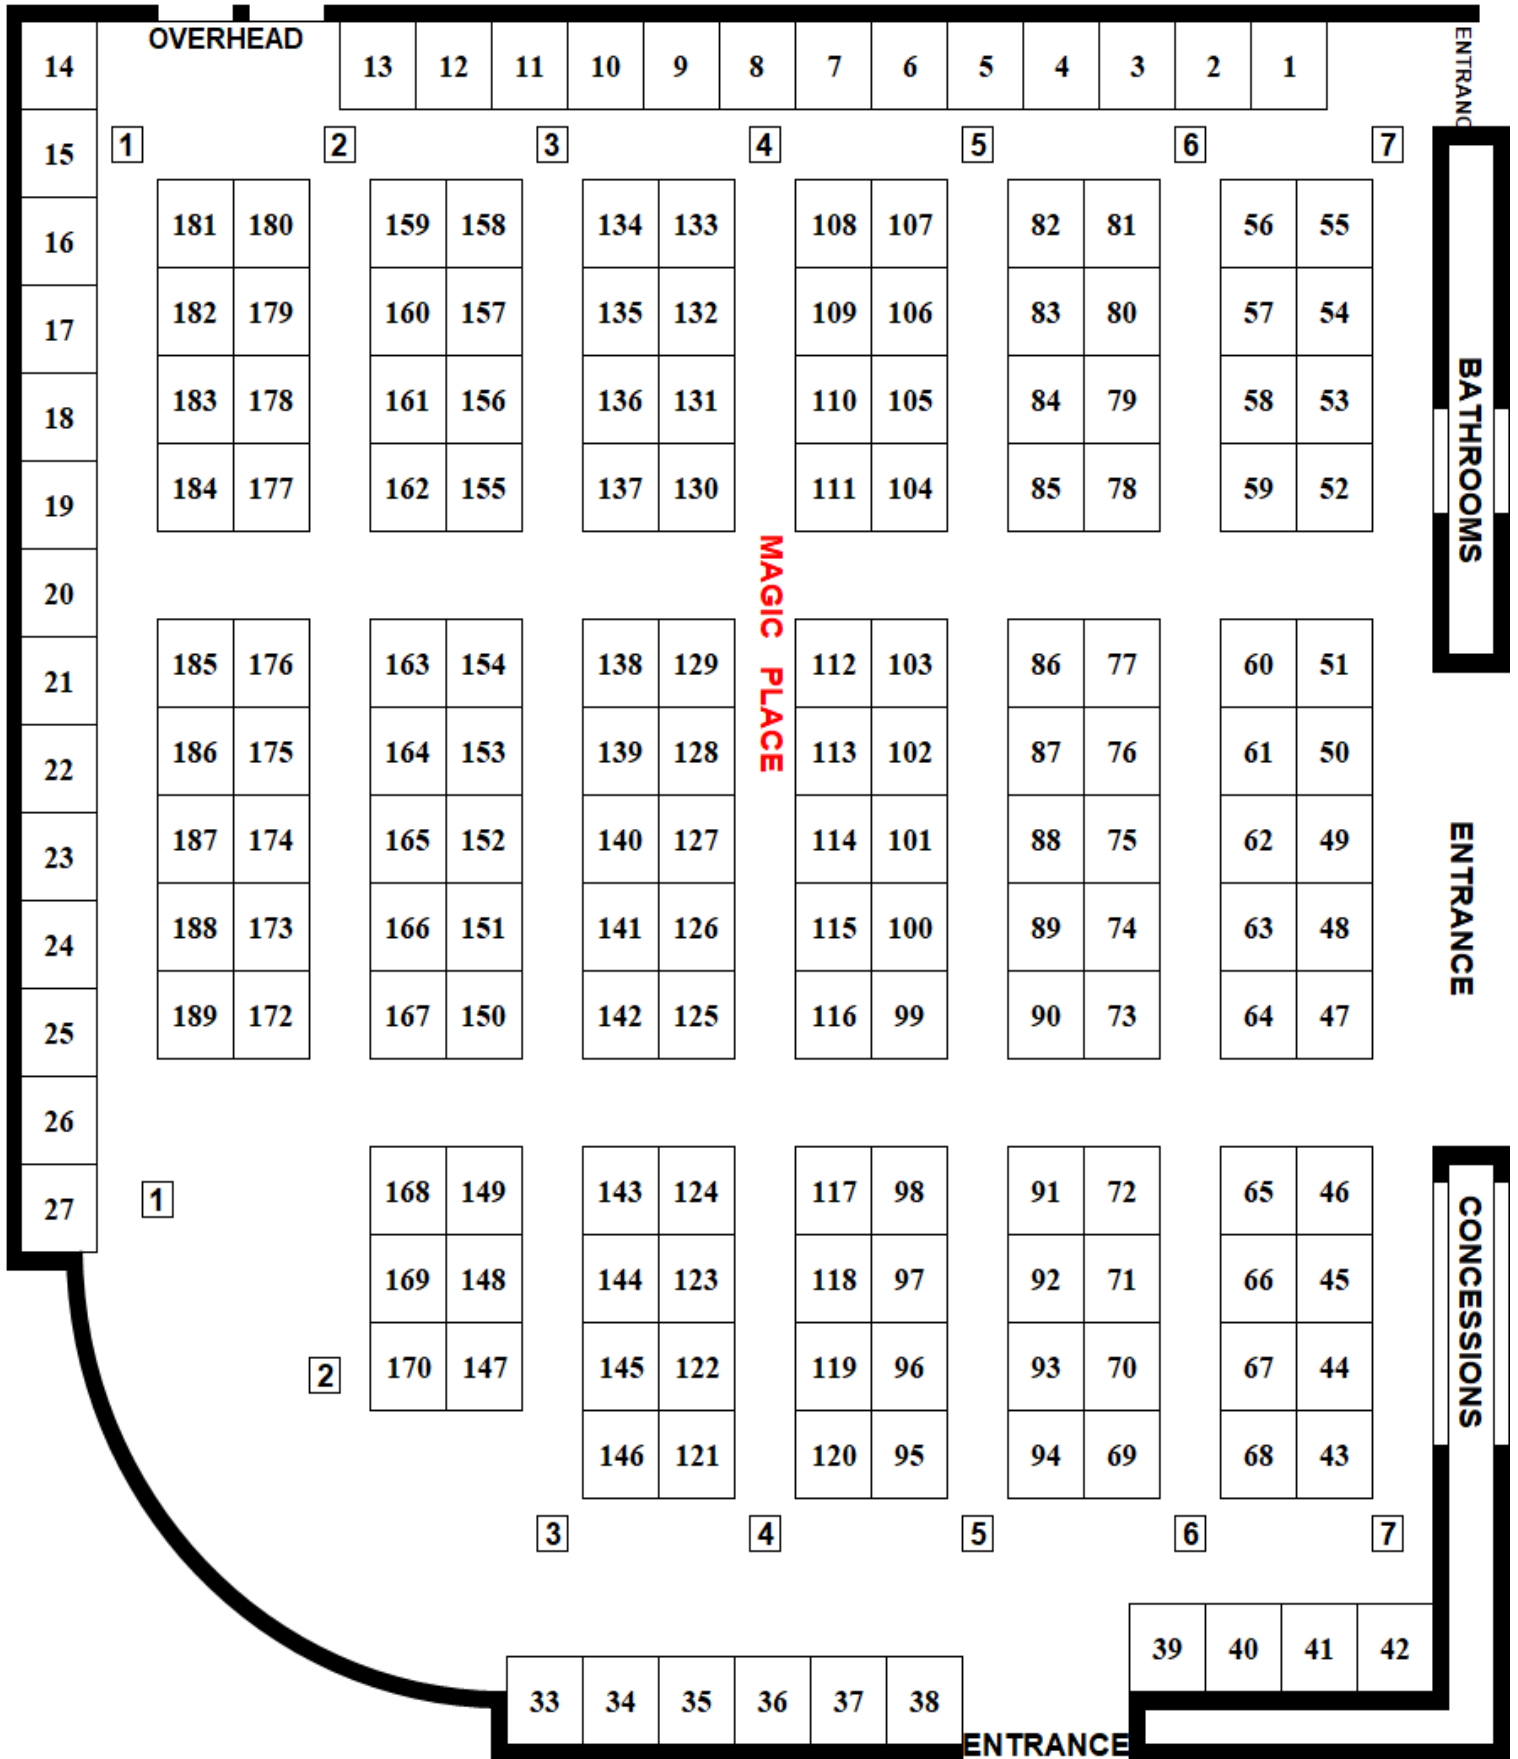 OVERHEAD
ENTRANC
14 13 12 11 10 9 8 7 6 5 4 3 2 1
15 1 2 3 4 5 6 7
16 181 180 159 158 134 133 108 107 82 81 56 55
17 182 179 160 157 135 132 109 106 83 80 57 54
18 183 178 161 156 136 131 110 105 84 79 58 53
19 184 177 162 155 137 130 111 104 85 78 59 52
BATHROOMS
20
MAGIC PLACE
21 185 176 163 154 138 129 112 103 86 77 60 51
22 186 175 164 153 139 128 113 102 87 76 61 50
23 187 174 165 152 140 127 114 101 88 75 62 49
24 188 173 166 151 141 126 115 100 89 74 63 48
ENTRANCE
25 189 172 167 150 142 125 116 99 90 73 64 47
26
27 1 168 149 143 124 117 98 91 72 65 46
169 148 144 123 118 97 92 71 66 45
CONCESSIONS
2 170 147 145 122 119 96 93 70 67 44
146 121 120 95 94 69 68 43
3 4 5 6 7
39 40 41 42
33 34 35 36 37 38
ENTRANCE